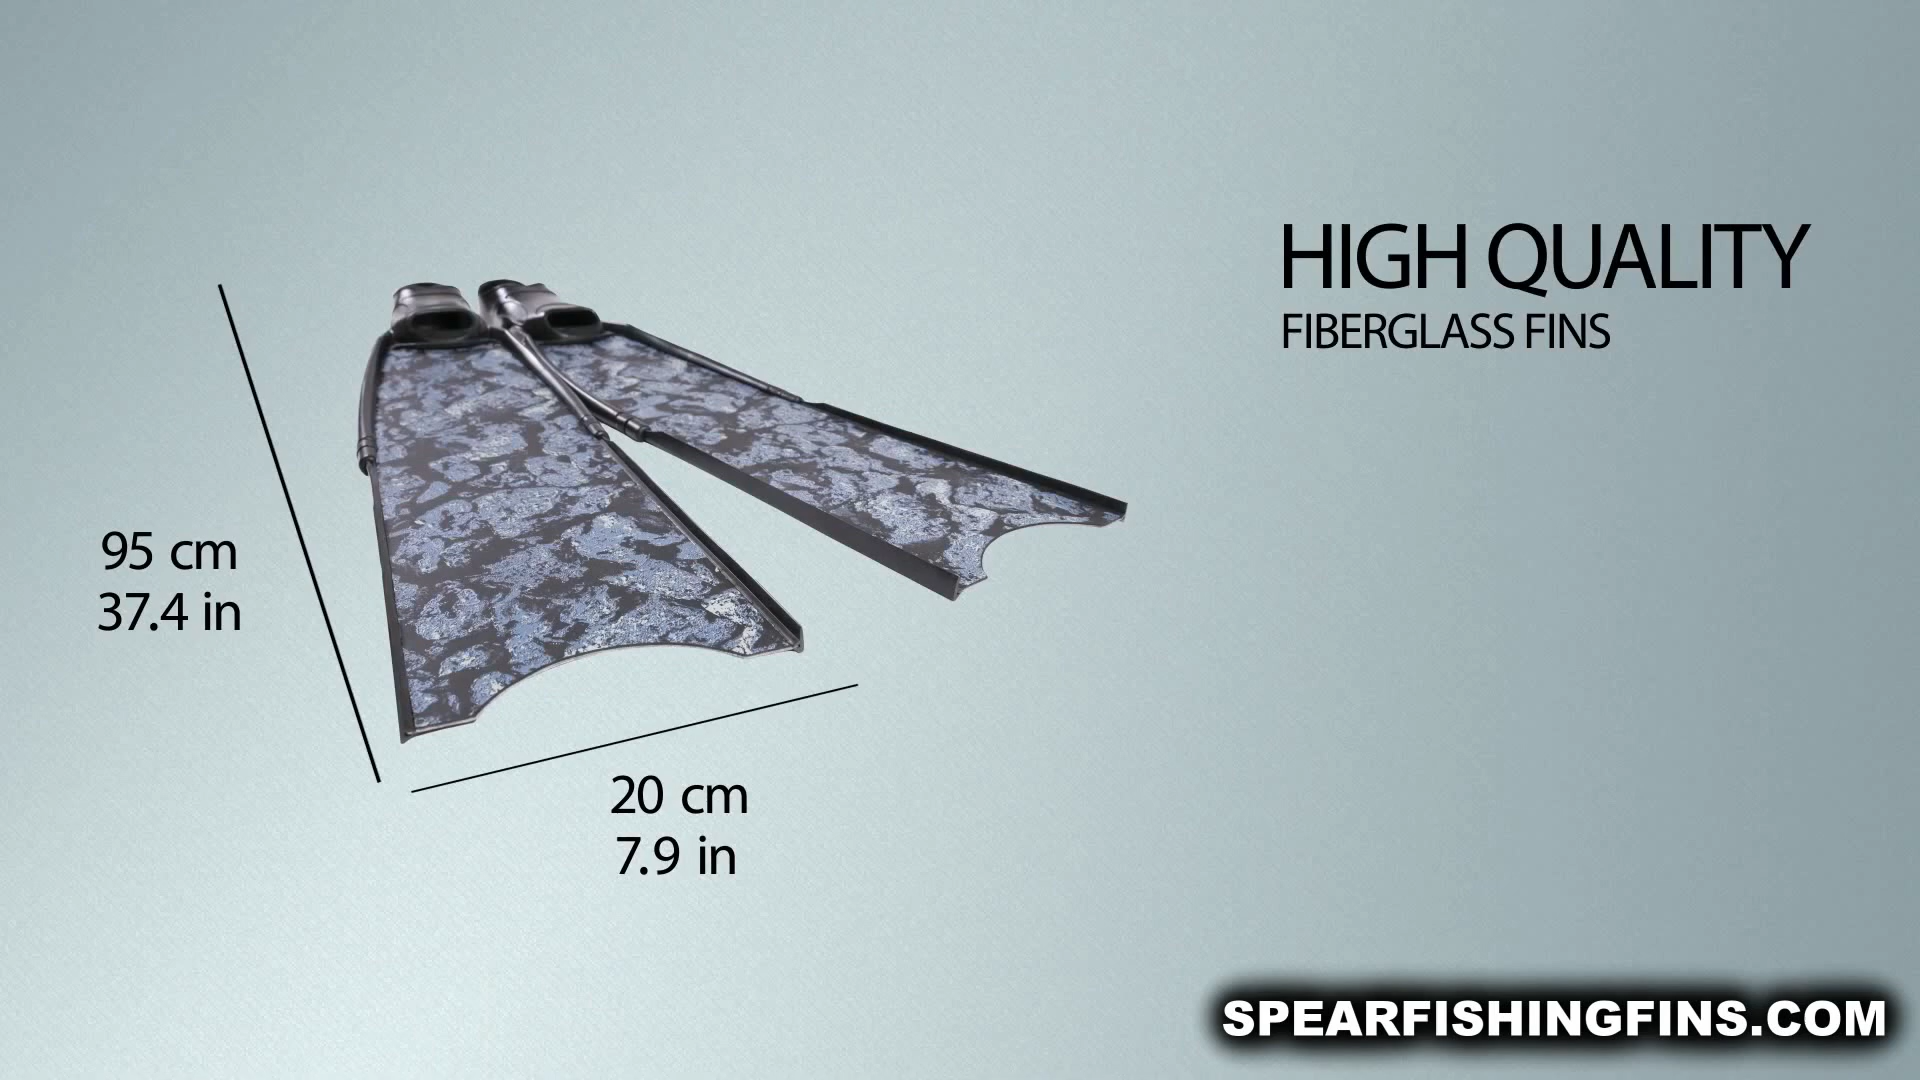 HIGH QUALITY
FIBERGLASS FINS
95 cm
37.4 in
20 cm
7.9 in
SPEARFISHINGFINS.COM